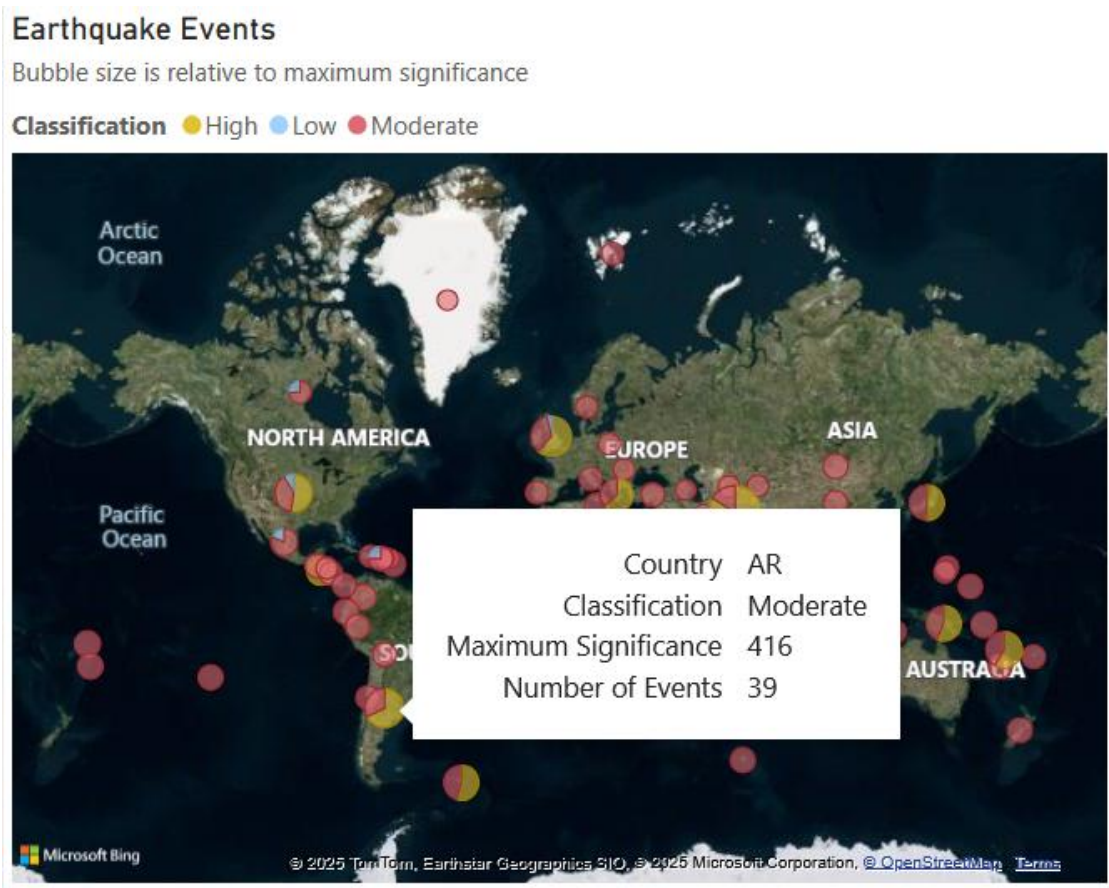 Earthquake Events
Bubble size is relative to maximum significance
Classification High Low Moderate
Arctic
Ocean
NORTH AMERICA
EUROPE
ASIA
Pacific
Ocean
Country AR
Classification Moderate
Maximum Significance 416
Number of Events 39
SOU
AUSTRALIA
Microsoft Bing
© 2025 TomTom, Earthstar Geographics SIO, © 2025 Microsoft Corporation, © OpenStreetMap Terms